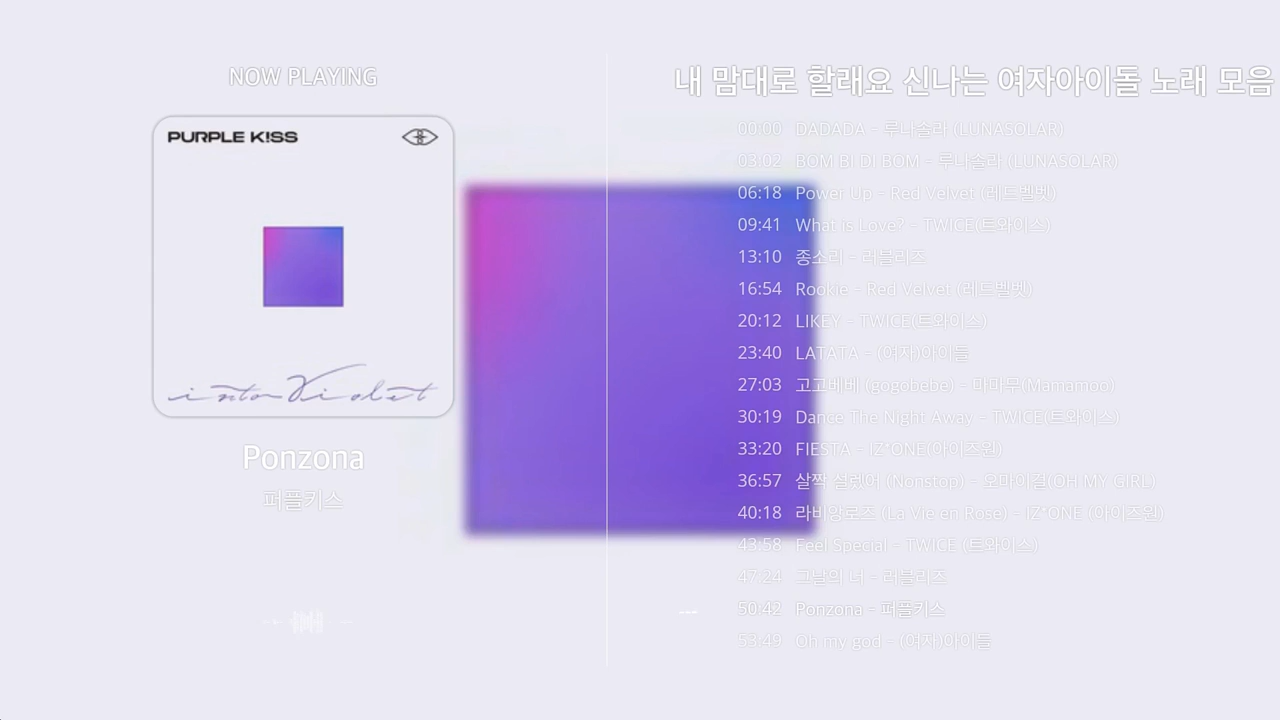 NOW PLAYING
PURPLE K!SS
into Violet
Ponzona
퍼플키스
내 맘대로 할래요 신나는 여자아이돌 노래 모음
00:00 DADADA - 루나솔라 (LUNASOLAR)
03:02 BOM BI DI BOM - 루나솔라 (LUNASOLAR)
06:18 Power Up - Red Velvet (레드벨벳)
09:41 What is Love? - TWICE(트와이스)
13:10 종소리 - 러블리즈
16:54 Rookie - Red Velvet (레드벨벳)
20:12 LIKEY - TWICE(트와이스)
23:40 LATATA - (여자)아이들
27:03 고고베베 (gogobebe) - 마마무(Mamamoo)
30:19 Dance The Night Away - TWICE(트와이스)
33:20 FIESTA - IZ*ONE(아이즈원)
36:57 살짝 설렜어 (Nonstop) - 오마이걸(OH MY GIRL)
40:18 라비앙로즈 (La Vie en Rose) - IZ*ONE (아이즈원)
43:58 Feel Special - TWICE (트와이스)
47:24 그날의 너 - 러블리즈
50:42 Ponzona - 퍼플키스
53:49 Oh my god - (여자)아이들